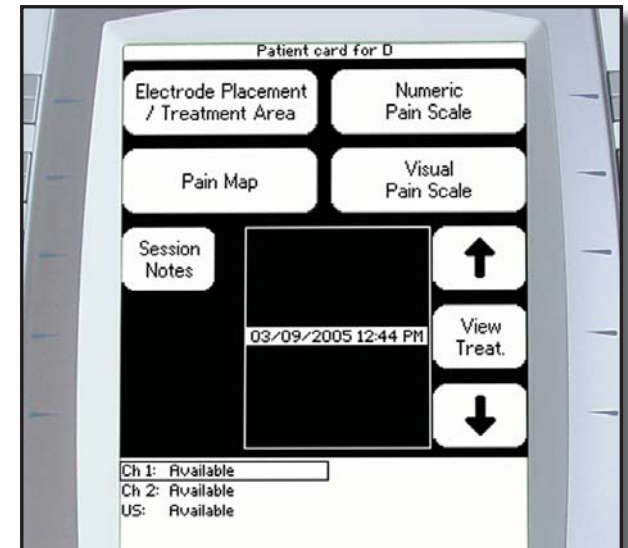 Patient card for D
Electrode Placement
/ Treatment Area
Numeric
Pain Scale
Pain Map
Visual
Pain Scale
Session
Notes
03/09/2005 12:44 PM
View
Treat.
Ch 1: Available
Ch 2: Available
US: Available